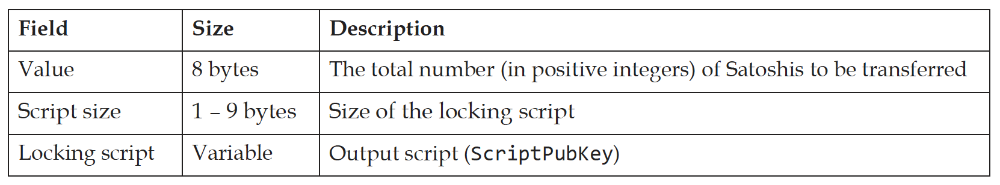 Field Size Description
Value 8 bytes The total number (in positive integers) of Satoshis to be transferred
Script size 1 – 9 bytes Size of the locking script
Locking script Variable Output script (ScriptPubKey)